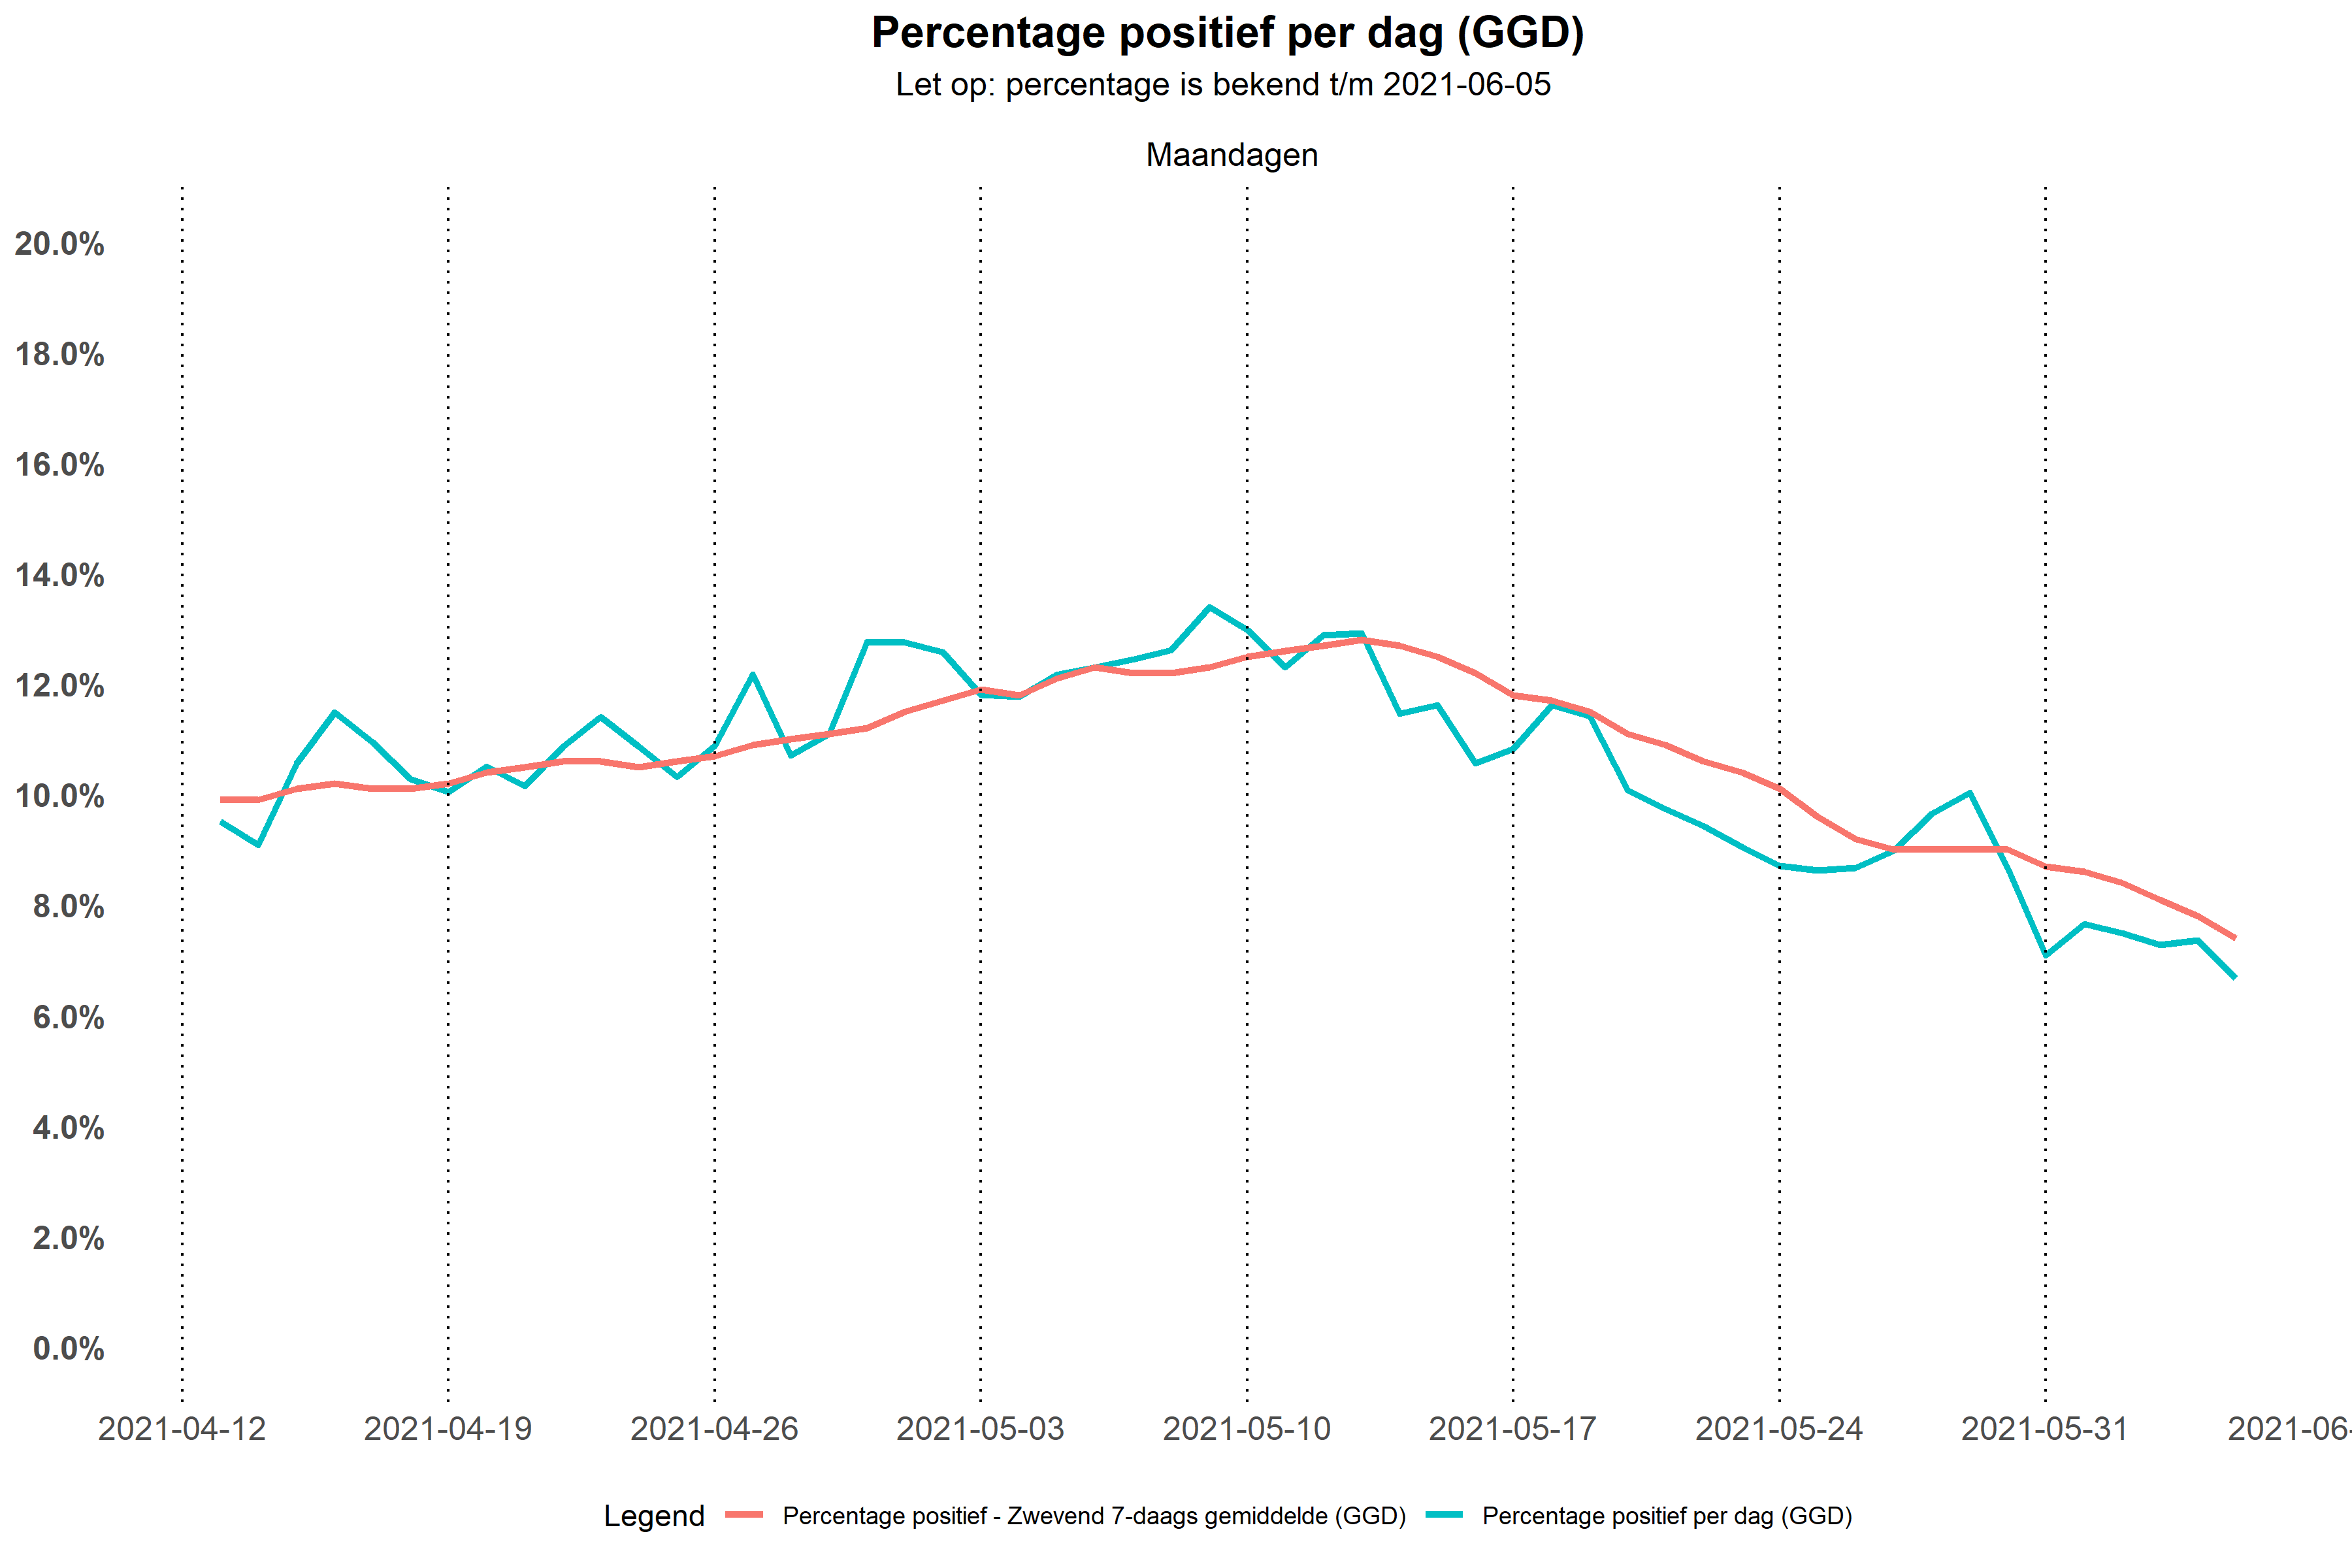 Percentage positief per dag (GGD)
Let op: percentage is bekend t/m 2021-06-05
Maandagen
20.0%
18.0%
16.0%
14.0%
12.0%
10.0%
8.0%
6.0%
4.0%
2.0%
0.0%
2021-04-12 2021-04-19 2021-04-26 2021-05-03 2021-05-10 2021-05-17 2021-05-24 2021-05-31 2021-06-
Legend Percentage positief - Zwevend 7-daags gemiddelde (GGD) Percentage positief per dag (GGD)